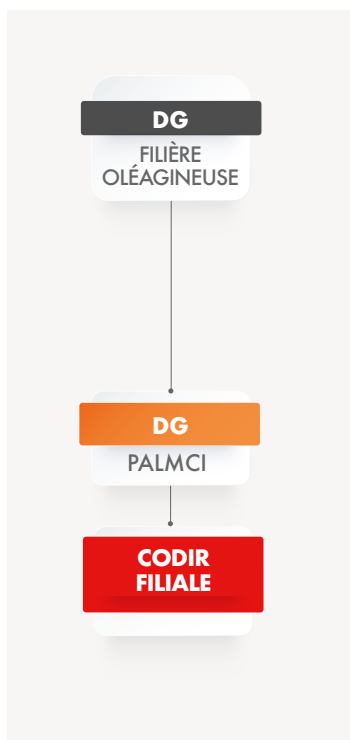 DG
FILIÈRE
OLÉAGINEUSE
DG
PALMCI
CODIR
FILIALE